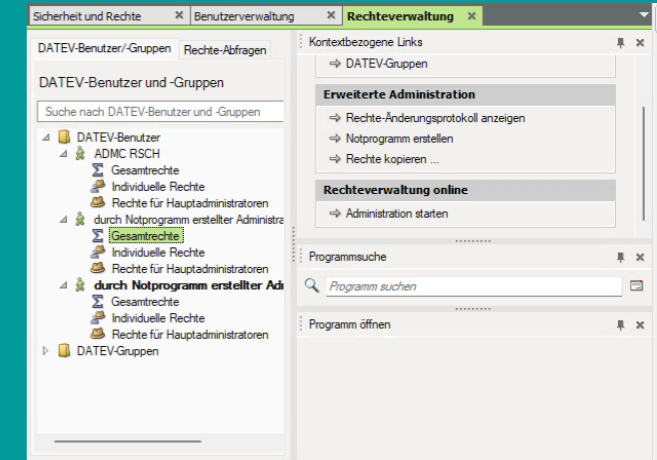 Sicherheit und Rechte
Benutzerverwaltung
Rechteverwaltung
DATEV-Benutzer/-Gruppen
Rechte-Abfragen
DATEV-Benutzer und -Gruppen
Suche nach DATEV-Benutzer und -Gruppen
DATEV-Benutzer
ADMC RSCH
Gesamtrechte
Individuelle Rechte
Rechte für Hauptadministratoren
durch Notprogramm erstellter Administra
Gesamtrechte
Individuelle Rechte
Rechte für Hauptadministratoren
durch Notprogramm erstellter Adı
Gesamtrechte
Individuelle Rechte
Rechte für Hauptadministratoren
DATEV-Gruppen
Kontextbezogene Links
DATEV-Gruppen
Erweiterte Administration
Rechte-Änderungsprotokoll anzeigen
Notprogramm erstellen
Rechte kopieren ...
Rechteverwaltung online
Administration starten
Programmsuche
Programm suchen
Programm öffnen